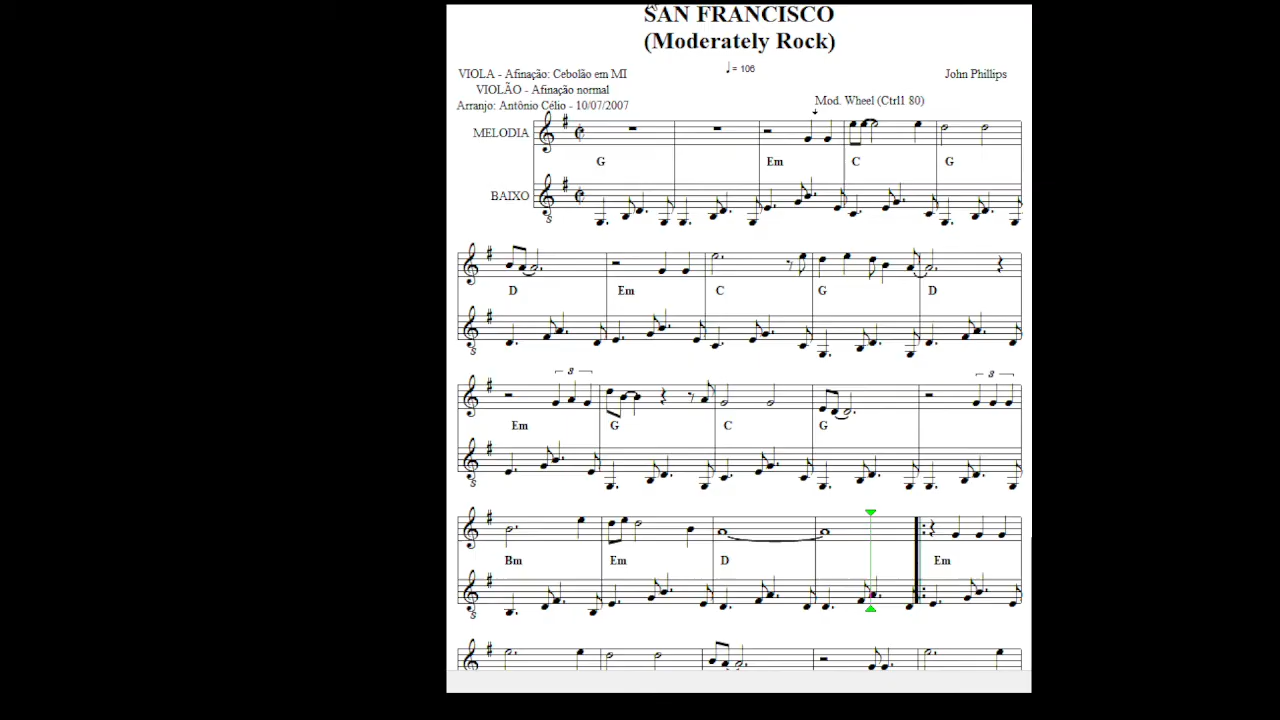 SAN FRANCISCO
(Moderately Rock)
♩ = 106
VIOLA - Afinação: Cebolão em MI
VIOLÃO - Afinação normal
Arranjo: Antônio Célio - 10/07/2007
John Phillips
Mod. Wheel (Ctrl1 80)
MELODIA
G Em C G
BAIXO
D Em C G D
3 3
Em G C G
Bm Em D Em